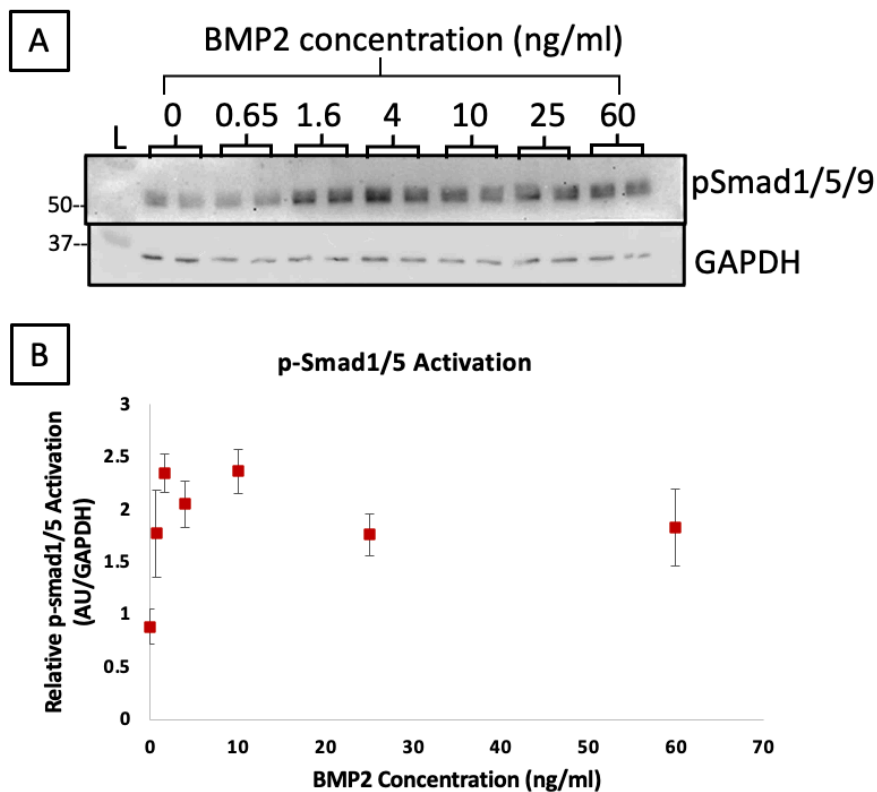 A
BMP2 concentration (ng/ml)
L 0 0.65 1.6 4 10 25 60
pSmad1/5/9
50--
37--
GAPDH
B
p-Smad1/5 Activation
Relative p-smad1/5 Activation
(AU/GAPDH)
3
2.5
2
1.5
1
0.5
0
0 10 20 30 40 50 60 70
BMP2 Concentration (ng/ml)